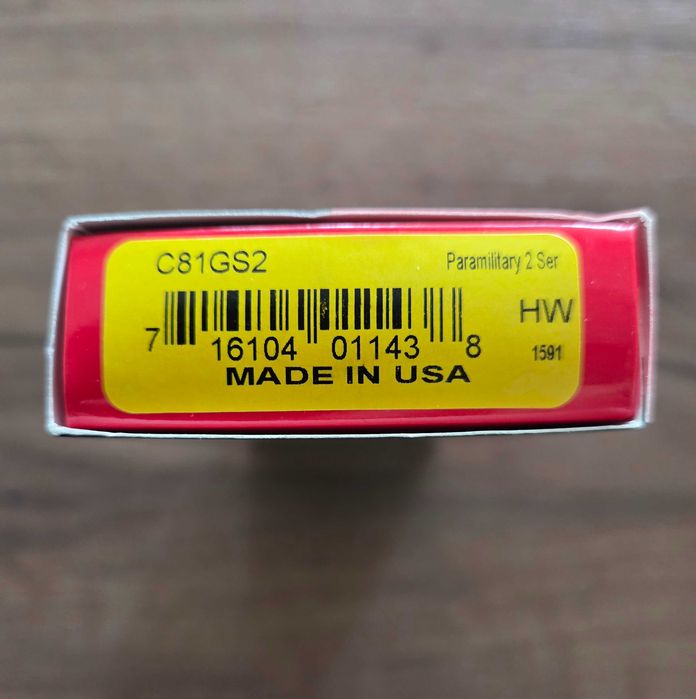 C81GS2
Paramilitary 2 Ser
HW
7 16104 01143 8
1591
MADE IN USA